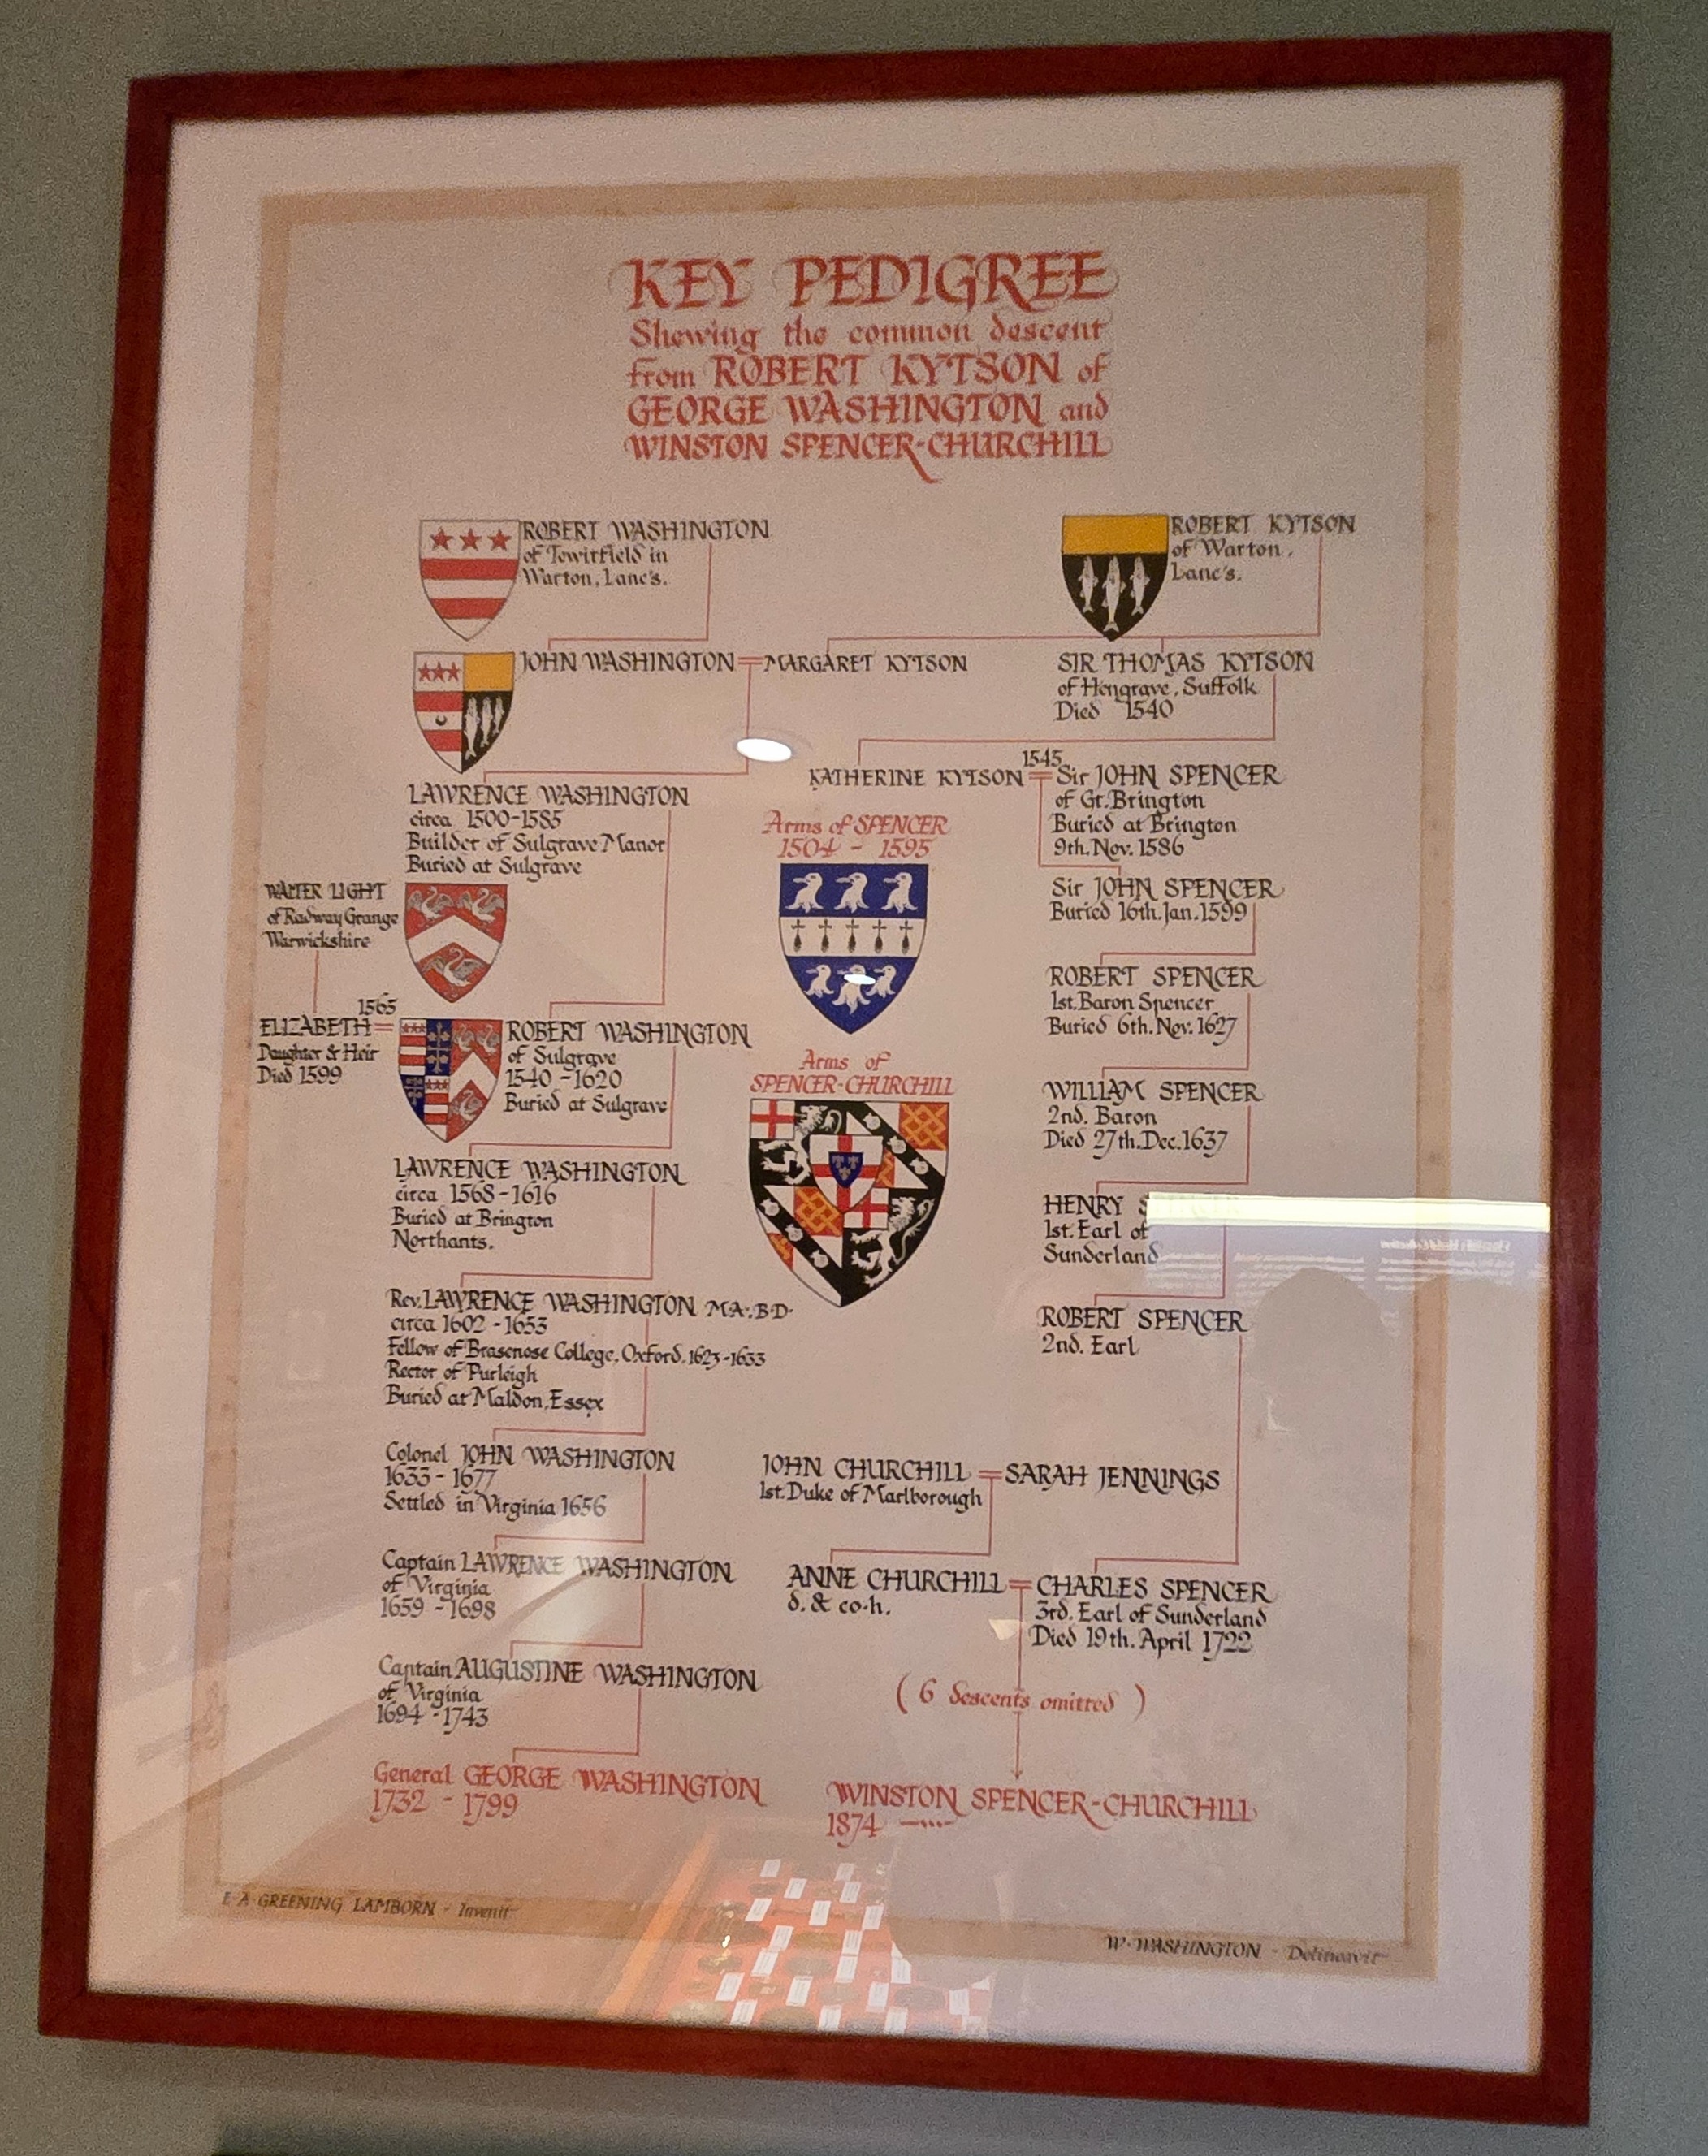 KEY PEDIGREE
Shewing the common descent
from ROBERT KYTSON of
GEORGE WASHINGTON and
WINSTON SPENCER-CHURCHILL
ROBERT WASHINGTON
of Tewitfield in
Warton, Lanc's.
ROBERT KYTSON
of Warton,
Lanc's.
JOHN WASHINGTON = MARGARET KYTSON
SIR THOMAS KYTSON
of Hengrave, Suffolk
Died 1540
LAWRENCE WASHINGTON
circa 1500-1585
Builder of Sulgrave Manor
Buried at Sulgrave
1545
KATHERINE KYTSON = Sir JOHN SPENCER
of Gt. Brington
Buried at Brington
9th. Nov. 1586
Arms of SPENCER
1504 - 1595
Sir JOHN SPENCER
Buried 16th. Jan. 1599
WALTER LIGHT
of Radway Grange
Warwickshire
1565
ELIZABETH =
Daughter & Heir
Died 1599
ROBERT WASHINGTON
of Sulgrave
1540 - 1620
Buried at Sulgrave
ROBERT SPENCER
1st. Baron Spencer
Buried 6th. Nov. 1627
Arms of
SPENCER-CHURCHILL
WILLIAM SPENCER
2nd. Baron
Died 27th. Dec. 1637
LAWRENCE WASHINGTON
circa 1568-1616
Buried at Brington
Northants.
HENRY
1st. Earl of
Sunderland
Rev. LAWRENCE WASHINGTON M·A·:B·D·
circa 1602 - 1653
Fellow of Brasenose College, Oxford. 1623-1633
Rector of Purleigh
Buried at Maldon, Essex
ROBERT SPENCER
2nd. Earl
Colonel JOHN WASHINGTON
1633 - 1677
Settled in Virginia 1656
JOHN CHURCHILL = SARAH JENNINGS
1st. Duke of Marlborough
Captain LAWRENCE WASHINGTON
of Virginia
1659 - 1698
ANNE CHURCHILL = CHARLES SPENCER
d. & co-h.
3rd. Earl of Sunderland
Died 19th. April 1722
Captain AUGUSTINE WASHINGTON
of Virginia
1694 - 1743
( 6 descents omitted )
General GEORGE WASHINGTON
1732 - 1799
WINSTON SPENCER-CHURCHILL
1874 -....
E·A·GREENING LAMBORN - Invenit
W·WASHINGTON - Delineavit